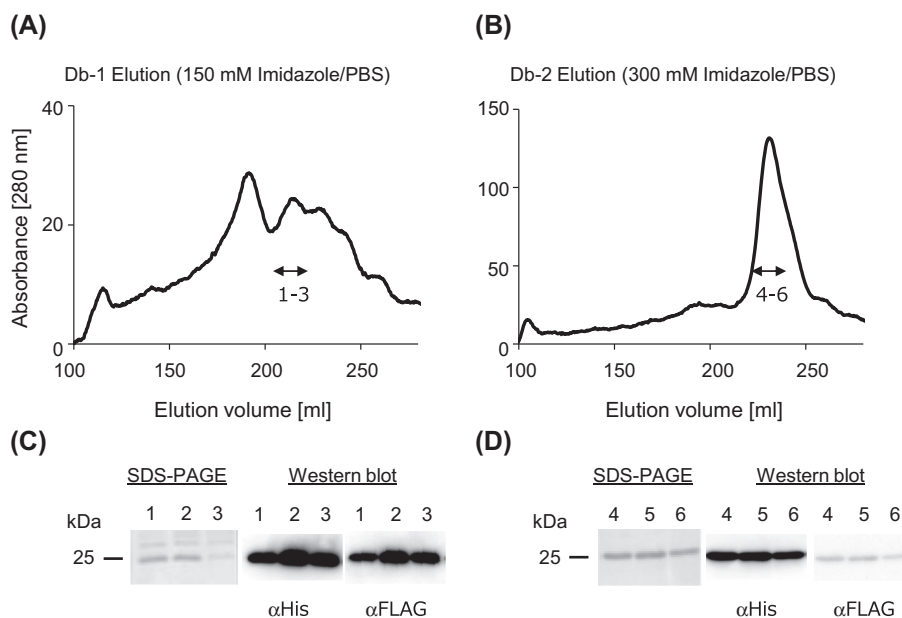 (A)
Db-1 Elution (150 mM Imidazole/PBS)
40
20
0
Absorbance [280 nm]
1-3
100 150 200 250
Elution volume [ml]
(B)
Db-2 Elution (300 mM Imidazole/PBS)
150
100
50
0
4-6
100 150 200 250
Elution volume [ml]
(C)
SDS-PAGE Western blot
kDa
1 2 3 1 2 3 1 2 3
25
αHis αFLAG
(D)
SDS-PAGE Western blot
kDa
4 5 6 4 5 6 4 5 6
25
αHis αFLAG